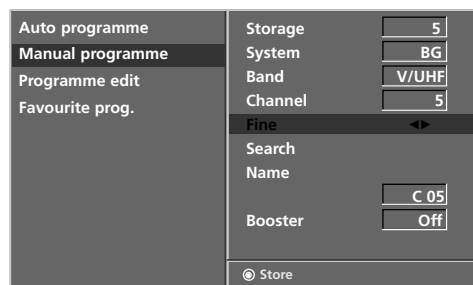 Auto programme
Manual programme
Programme edit
Favourite prog.
Storage 5
System BG
Band V/UHF
Channel 5
Fine ◀▶
Search
Name
C 05
Booster Off
Store